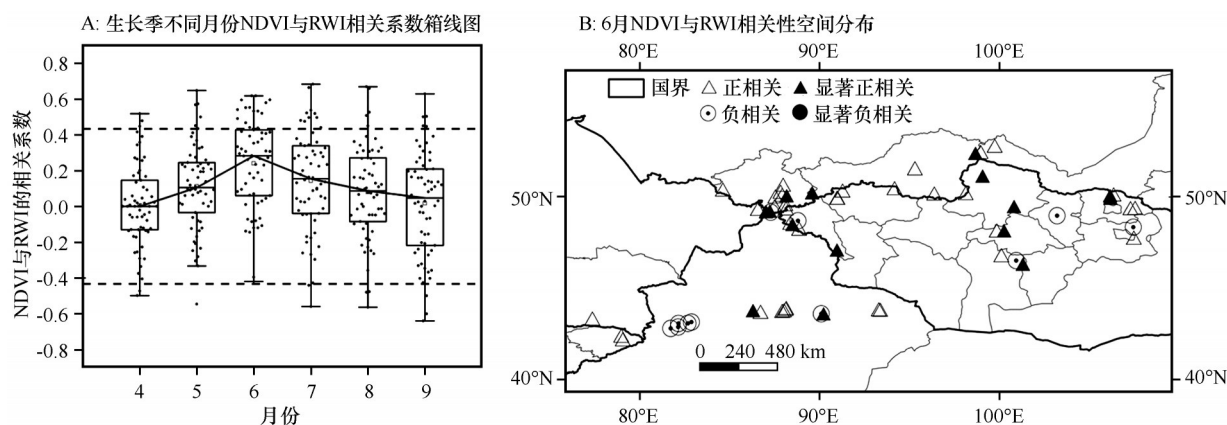 A: 生长季不同月份NDVI与RWI相关系数箱线图
NDVI与RWI的相关系数
0.8
0.6
0.4
0.2
0.0
-0.2
-0.4
-0.6
-0.8
4 5 6 7 8 9
月份
B: 6月NDVI与RWI相关性空间分布
80°E 90°E 100°E
国界 正相关 显著正相关
负相关 显著负相关
50°N 50°N
0 240 480 km
40°N 40°N
80°E 90°E 100°E